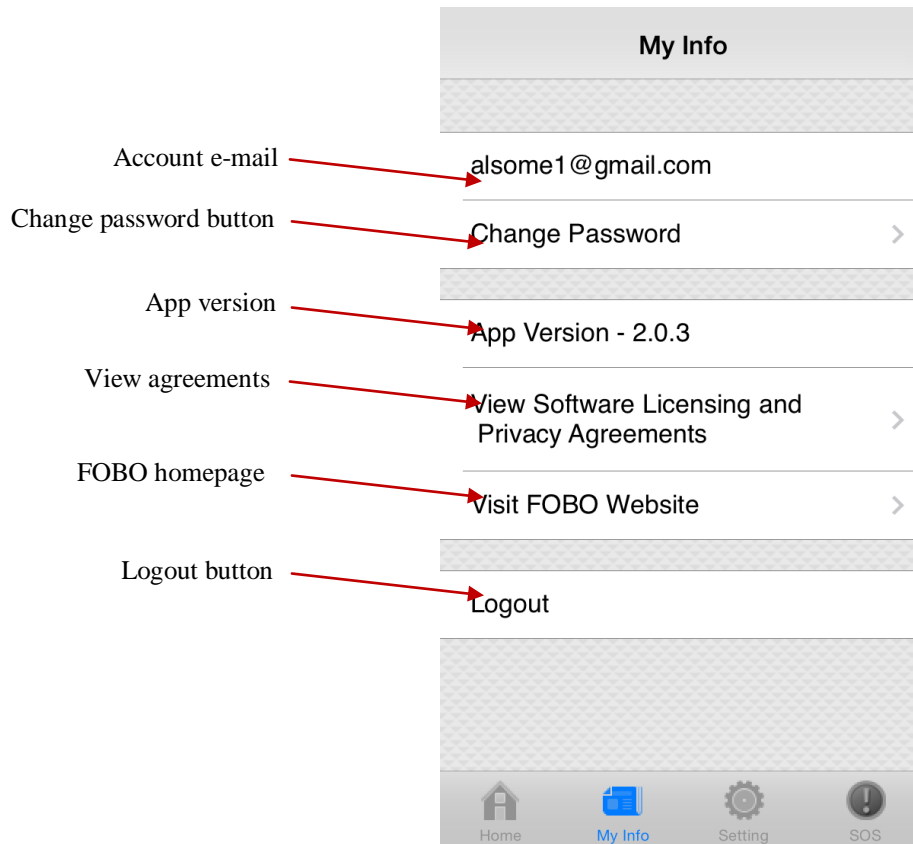 My Info
Account e-mail
alsome1@gmail.com
Change password button
Change Password
App version
App Version - 2.0.3
View agreements
View Software Licensing and
Privacy Agreements
FOBO homepage
Visit FOBO Website
Logout button
Logout
Home
My Info
Setting
SOS